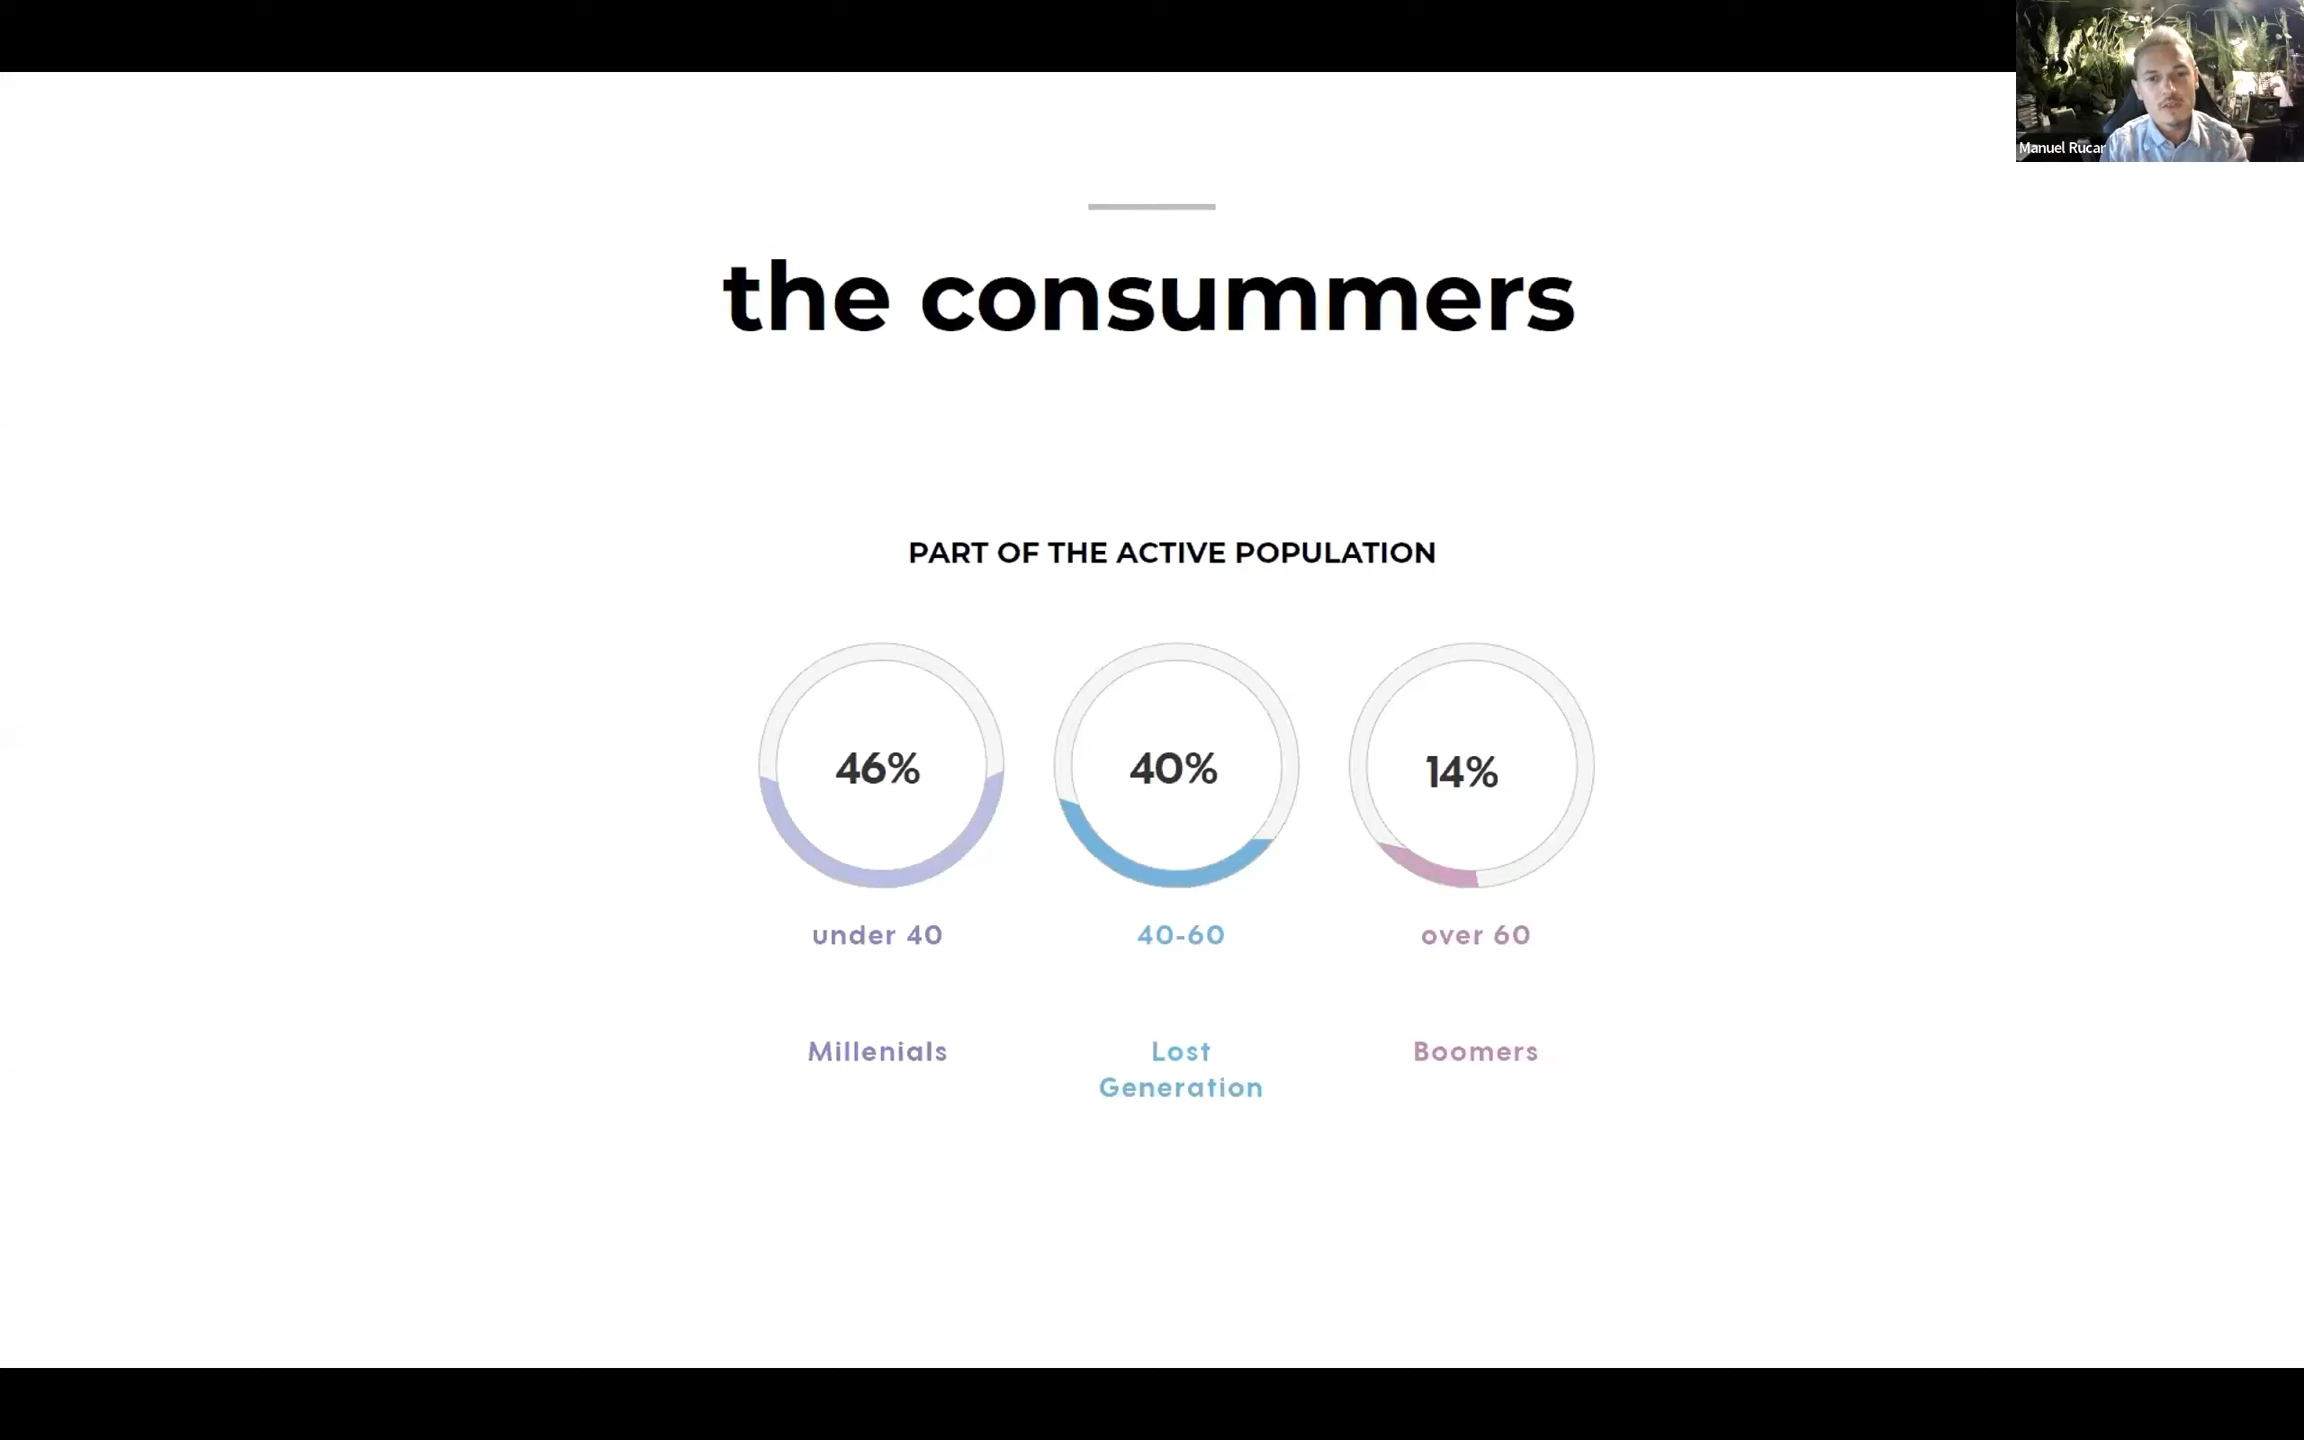 Manuel Rucar
the consummers
PART OF THE ACTIVE POPULATION
46%
40%
14%
under 40
40-60
over 60
Millenials
Lost
Generation
Boomers